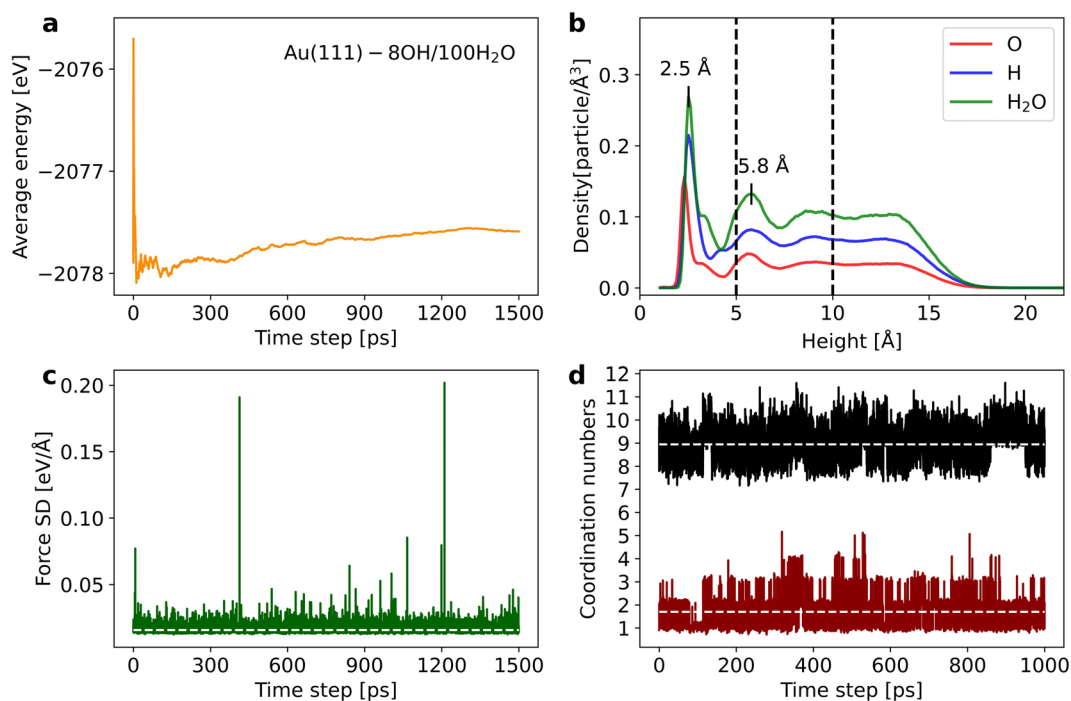 a
Average energy [eV]
−2076
−2077
−2078
Au(111) − 8OH/100H₂O
0 300 600 900 1200 1500
Time step [ps]
b
Density[particle/Å³]
0.3
0.2
0.1
0.0
2.5 Å
5.8 Å
O
H
H₂O
0 5 10 15 20
Height [Å]
c
Force SD [eV/Å]
0.20
0.15
0.10
0.05
0 300 600 900 1200 1500
Time step [ps]
d
Coordination numbers
12
11
10
9
8
7
6
5
4
3
2
1
0 200 400 600 800 1000
Time step [ps]